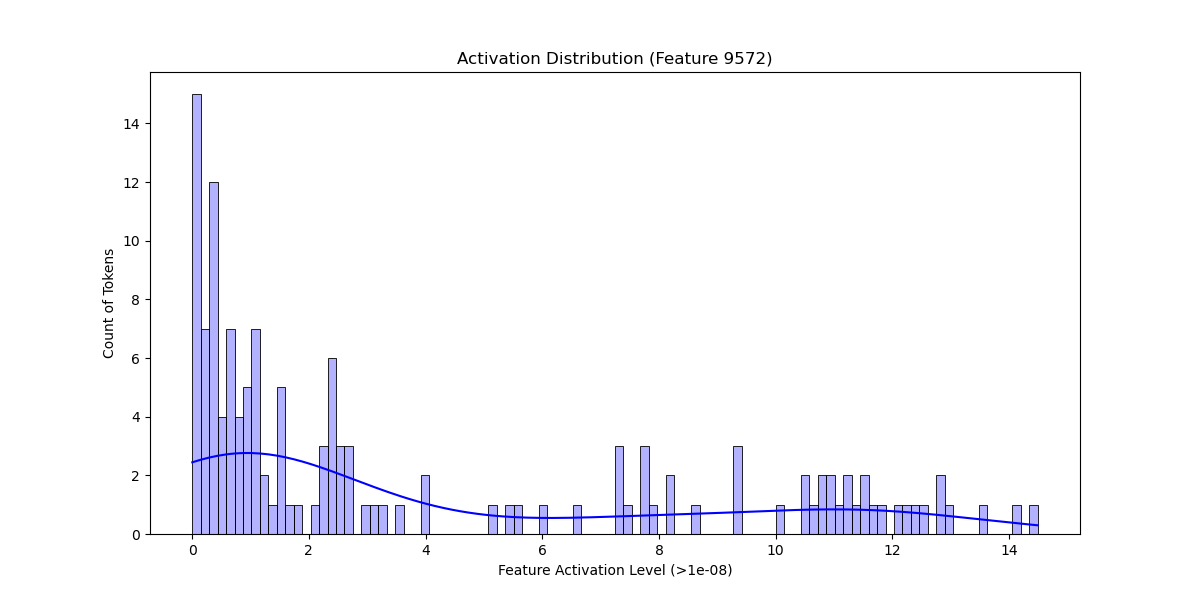 Activation Distribution (Feature 9572)
Count of Tokens
14
12
10
8
6
4
2
0
0 2 4 6 8 10 12 14
Feature Activation Level (>1e-08)